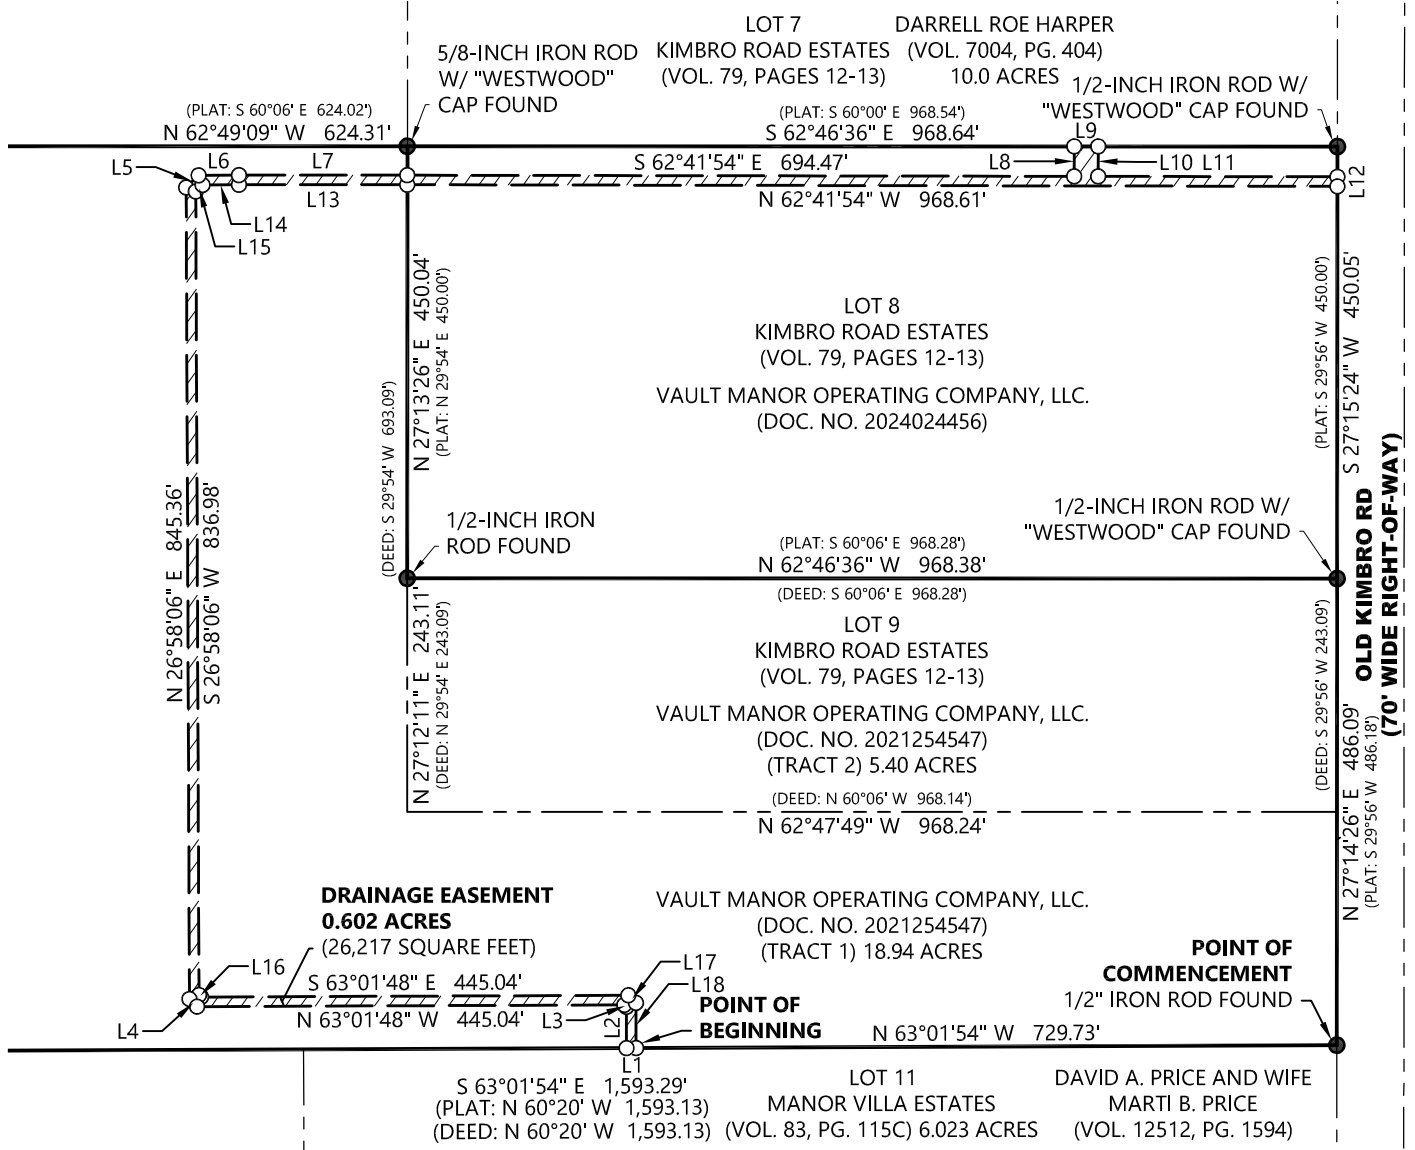 LOT 7
KIMBRO ROAD ESTATES
(VOL. 79, PAGES 12-13)
DARRELL ROE HARPER
(VOL. 7004, PG. 404)
10.0 ACRES
5/8-INCH IRON ROD
W/ "WESTWOOD"
CAP FOUND
1/2-INCH IRON ROD W/
"WESTWOOD" CAP FOUND
(PLAT: S 60°06' E 624.02')
N 62°49'09" W 624.31'
(PLAT: S 60°00' E 968.54')
S 62°46'36" E 968.64'
L9
L5
L6
L7
S 62°41'54" E 694.47'
L8
L10 L11
L12
L13
N 62°41'54" W 968.61'
L14
L15
N 27°13'26" E 450.04'
(PLAT: N 29°54' E 450.00')
(DEED: S 29°54' W 693.09')
LOT 8
KIMBRO ROAD ESTATES
(VOL. 79, PAGES 12-13)
VAULT MANOR OPERATING COMPANY, LLC.
(DOC. NO. 2024024456)
(PLAT: S 29°56' W 450.00')
S 27°15'24" W 450.05'
OLD KIMBRO RD
(70' WIDE RIGHT-OF-WAY)
N 26°58'06" E 845.36'
S 26°58'06" W 836.98'
1/2-INCH IRON
ROD FOUND
1/2-INCH IRON ROD W/
"WESTWOOD" CAP FOUND
(PLAT: S 60°06' E 968.28')
N 62°46'36" W 968.38'
(DEED: S 60°06' E 968.28')
LOT 9
KIMBRO ROAD ESTATES
(VOL. 79, PAGES 12-13)
VAULT MANOR OPERATING COMPANY, LLC.
(DOC. NO. 2021254547)
(TRACT 2) 5.40 ACRES
N 27°12'11" E 243.11'
(DEED: N 29°54' E 243.09')
(DEED: S 29°56' W 243.09')
N 27°14'26" E 486.09'
(PLAT: S 29°56' W 486.18')
(DEED: N 60°06' W 968.14')
N 62°47'49" W 968.24'
DRAINAGE EASEMENT
0.602 ACRES
(26,217 SQUARE FEET)
VAULT MANOR OPERATING COMPANY, LLC.
(DOC. NO. 2021254547)
(TRACT 1) 18.94 ACRES
POINT OF
COMMENCEMENT
1/2" IRON ROD FOUND
L16
S 63°01'48" E 445.04'
L17
L18
N 63°01'48" W 445.04'
L4
L3
L2
POINT OF
BEGINNING
N 63°01'54" W 729.73'
L1
S 63°01'54" E 1,593.29'
(PLAT: N 60°20' W 1,593.13)
(DEED: N 60°20' W 1,593.13)
LOT 11
MANOR VILLA ESTATES
(VOL. 83, PG. 115C) 6.023 ACRES
DAVID A. PRICE AND WIFE
MARTI B. PRICE
(VOL. 12512, PG. 1594)